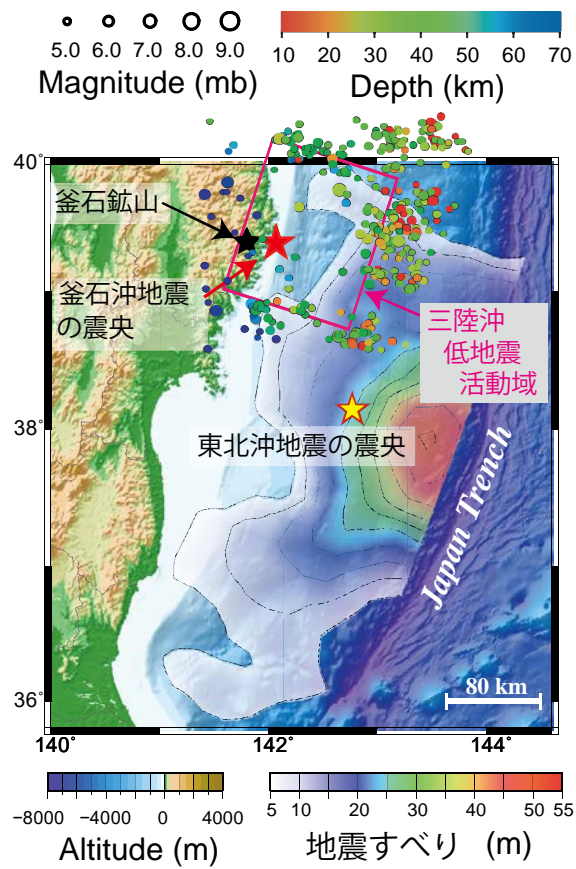 5.0 6.0 7.0 8.0 9.0
Magnitude (mb)
10 20 30 40 50 60 70
Depth (km)
40°
釜石鉱山
釜石沖地震
の震央
三陸沖
低地震
活動域
38°
東北沖地震の震央
Japan Trench
36°
80 km
140° 142° 144°
−8000 −4000 0 4000
Altitude (m)
5 10 20 30 40 50 55
地震すべり (m)